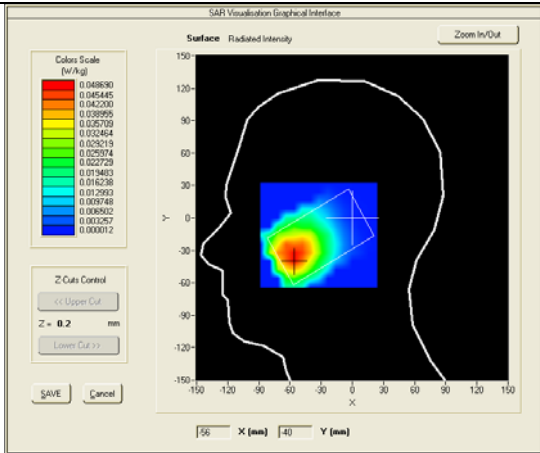 SAR Visualisation Graphical Interface
Surface Radiated Intensity
Zoom In/Out
Colors Scale
(W/kg)
0.048690
0.045445
0.042200
0.038955
0.035709
0.032464
0.029219
0.025974
0.022729
0.019483
0.016238
0.012993
0.009748
0.006502
0.003257
0.000012
150
120
90
60
30
0
-30
-60
-90
-120
-150
Y
-150 -120 -90 -60 -30 0 30 60 90 120 150
X
Z Cuts Control
<< Upper Cut
Z = 0.2 mm
Lower Cut >>
SAVE Cancel
-56 X (mm) -40 Y (mm)